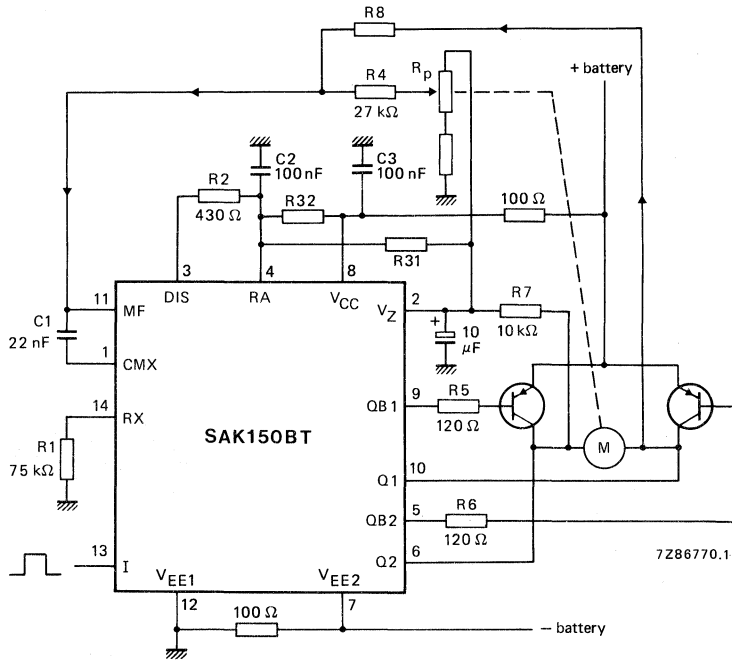 R8
R4
27 kΩ
Rp
+ battery
C2
100 nF
C3
100 nF
R2
430 Ω
R32
100 Ω
R31
3
4
8
DIS
RA
VCC
11
MF
C1
22 nF
1
CMX
14
RX
R1
75 kΩ
13
I
SAK150BT
2
VZ
R7
10 kΩ
+
10
μF
9
QB1
R5
120 Ω
M
10
Q1
5
QB2
R6
120 Ω
6
Q2
7Z86770.1
VEE1
VEE2
12
7
100 Ω
− battery